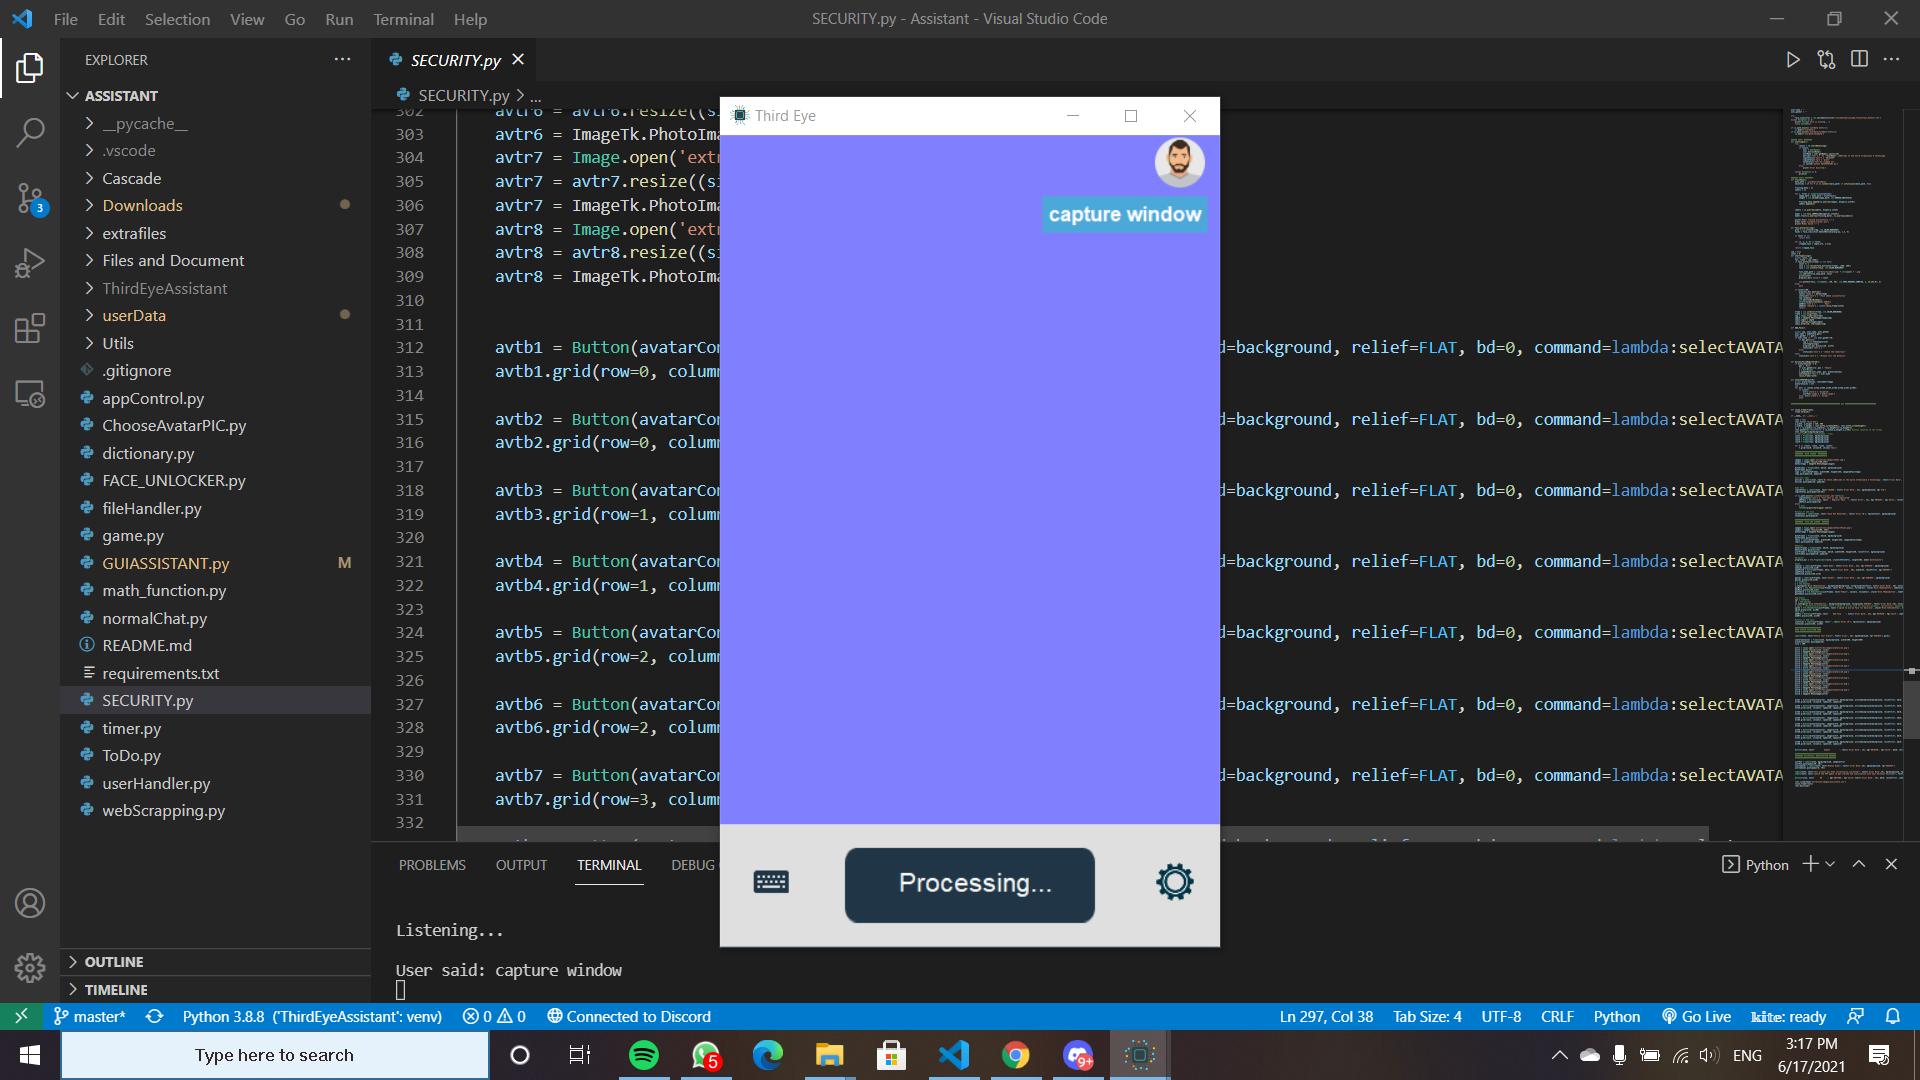 File Edit Selection View Go Run Terminal Help
SECURITY.py - Assistant - Visual Studio Code
EXPLORER
ASSISTANT
__pycache__
.vscode
Cascade
Downloads
extrafiles
Files and Document
ThirdEyeAssistant
userData
Utils
.gitignore
appControl.py
ChooseAvatarPIC.py
dictionary.py
FACE_UNLOCKER.py
fileHandler.py
game.py
GUIASSISTANT.py M
math_function.py
normalChat.py
README.md
requirements.txt
SECURITY.py
timer.py
ToDo.py
userHandler.py
webScrapping.py
OUTLINE
TIMELINE
3
SECURITY.py
SECURITY.py > ...
302 avtr6 = avtr6.resize((si
303 avtr6 = ImageTk.PhotoIma
304 avtr7 = Image.open('extr
305 avtr7 = avtr7.resize((si
306 avtr7 = ImageTk.PhotoIma
307 avtr8 = Image.open('extr
308 avtr8 = avtr8.resize((si
309 avtr8 = ImageTk.PhotoIma
310
311
312 avtb1 = Button(avatarCon d=background, relief=FLAT, bd=0, command=lambda:selectAVATA
313 avtb1.grid(row=0, colum
314
315 avtb2 = Button(avatarCon d=background, relief=FLAT, bd=0, command=lambda:selectAVATA
316 avtb2.grid(row=0, colum
317
318 avtb3 = Button(avatarCon d=background, relief=FLAT, bd=0, command=lambda:selectAVATA
319 avtb3.grid(row=1, colum
320
321 avtb4 = Button(avatarCon d=background, relief=FLAT, bd=0, command=lambda:selectAVATA
322 avtb4.grid(row=1, colum
323
324 avtb5 = Button(avatarCon d=background, relief=FLAT, bd=0, command=lambda:selectAVATA
325 avtb5.grid(row=2, colum
326
327 avtb6 = Button(avatarCon d=background, relief=FLAT, bd=0, command=lambda:selectAVATA
328 avtb6.grid(row=2, colum
329
330 avtb7 = Button(avatarCon d=background, relief=FLAT, bd=0, command=lambda:selectAVATA
331 avtb7.grid(row=3, colum
332
Third Eye
capture window
Processing...
PROBLEMS OUTPUT TERMINAL DEBUG
Python
Listening...
User said: capture window
master* Python 3.8.8 ('ThirdEyeAssistant': venv) 0 0 Connected to Discord
Ln 297, Col 38 Tab Size: 4 UTF-8 CRLF Python Go Live kite: ready
Type here to search
5
9+
ENG
3:17 PM
6/17/2021